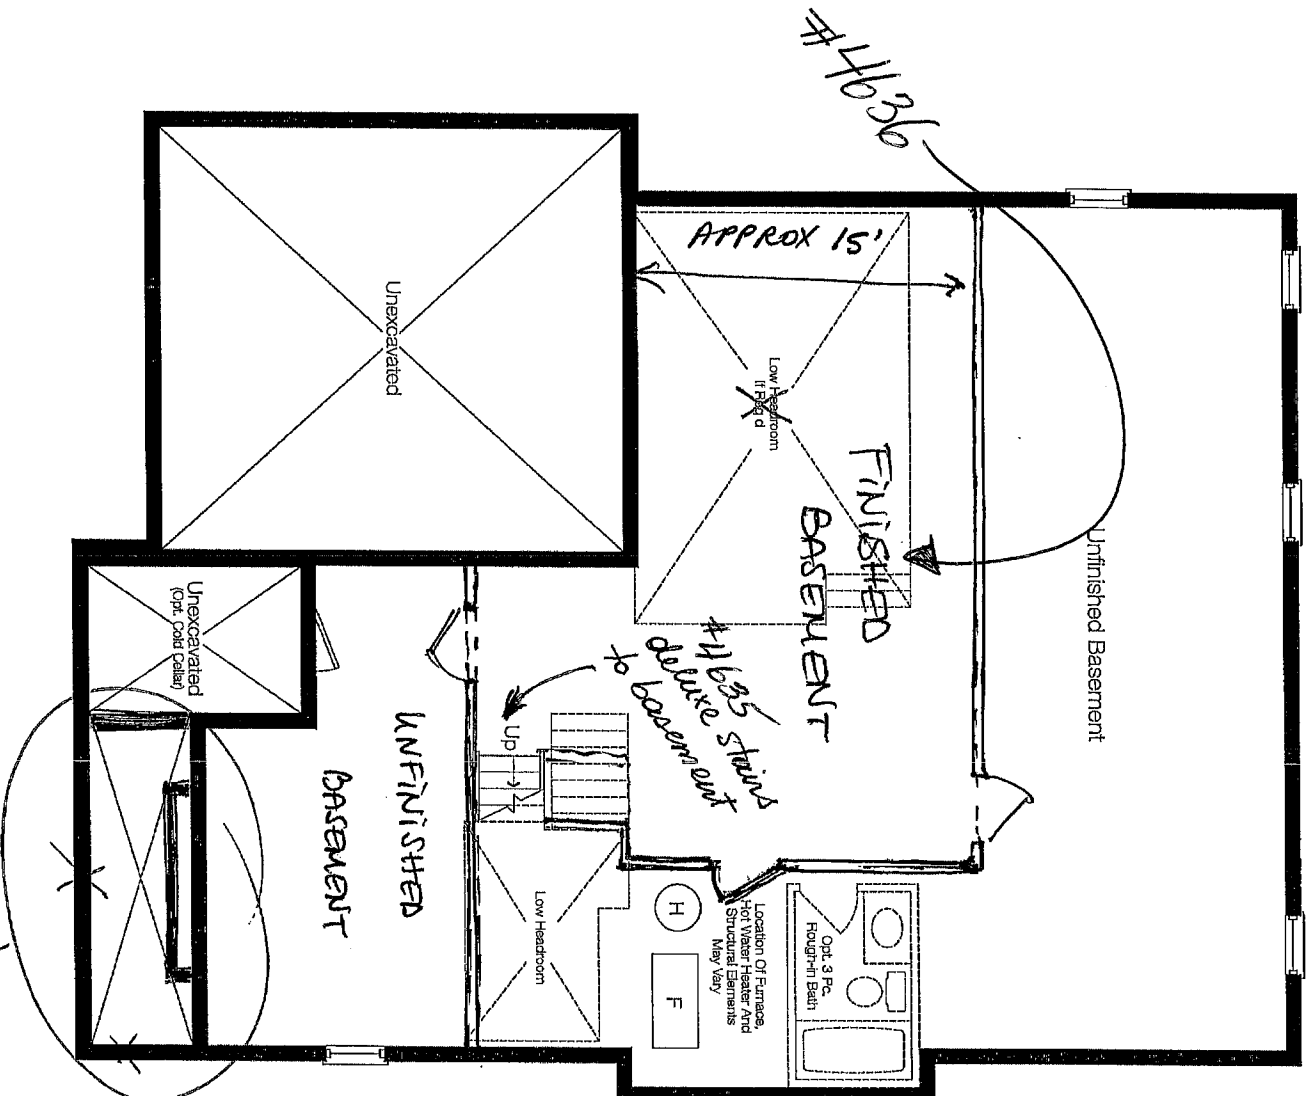 #4636
APPROX 15'
Unexcavated
Low Headroom
If Req'd
FINISHED
BASEMENT
Unfinished Basement
#4635
deluxe stairs
to basement
Up
Unexcavated
(Opt. Cold Cellar)
UNFINISHED
BASEMENT
Low Headroom
H
F
Location Of Furnace,
Hot Water Heater And
Structural Elements
May Vary
Opt. 3 Pc.
Rough-in Bath